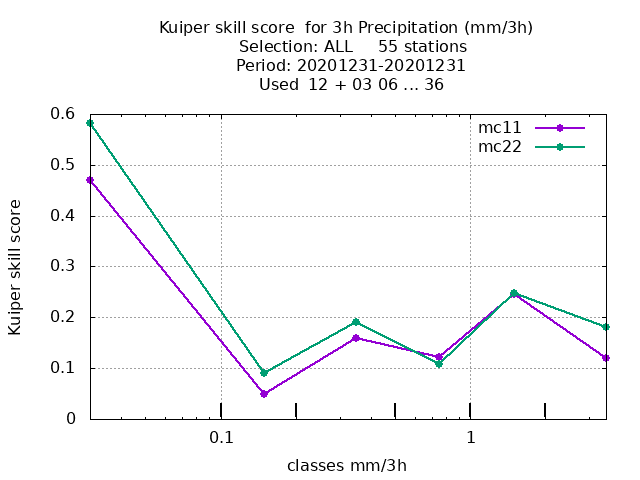 Kuiper skill score  for 3h Precipitation (mm/3h)
Selection: ALL     55 stations
Period: 20201231-20201231
Used  12 + 03 06 ... 36
mc11
mc22
0.6
0.5
0.4
0.3
0.2
0.1
0
Kuiper skill score
0.1
1
classes mm/3h